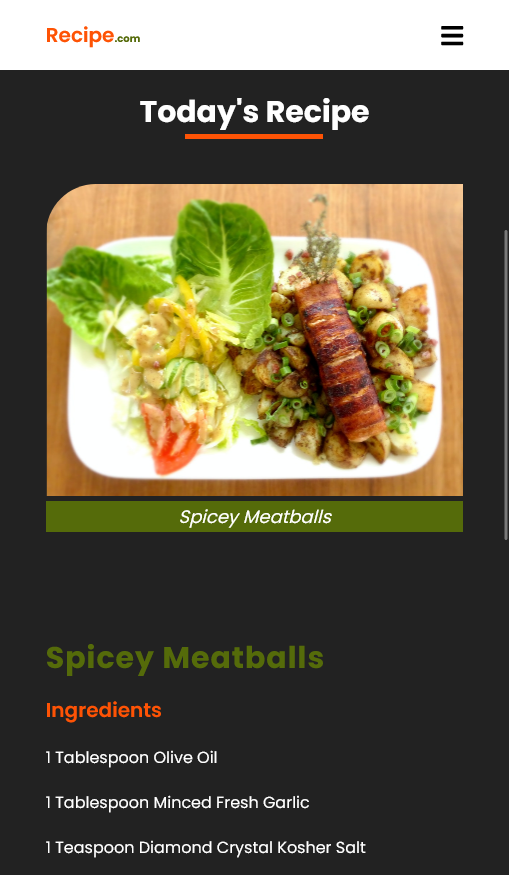 Recipe.com
Today's Recipe
Spicey Meatballs
Spicey Meatballs
Ingredients
1 Tablespoon Olive Oil
1 Tablespoon Minced Fresh Garlic
1 Teaspoon Diamond Crystal Kosher Salt